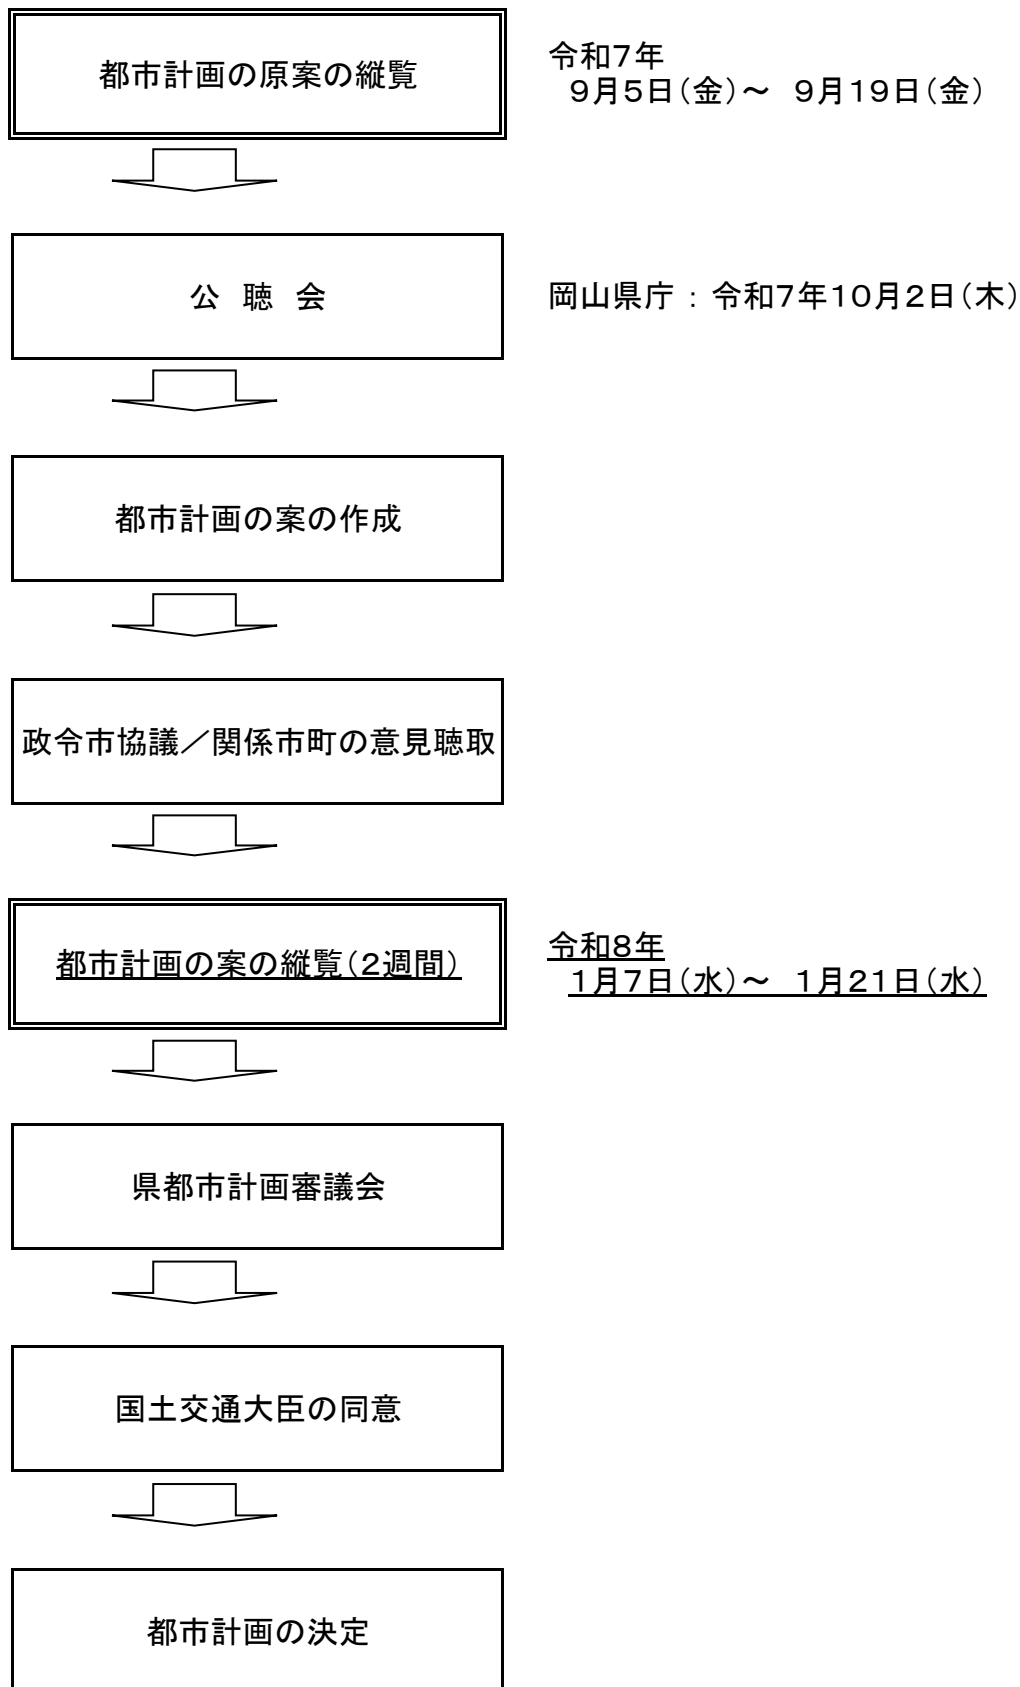 都市計画の原案の縦覧
令和7年
9月5日(金)～　9月19日(金)
公　聴　会
岡山県庁：令和7年10月2日(木)
都市計画の案の作成
政令市協議／関係市町の意見聴取
都市計画の案の縦覧(2週間)
令和8年
1月7日(水)～　1月21日(水)
県都市計画審議会
国土交通大臣の同意
都市計画の決定